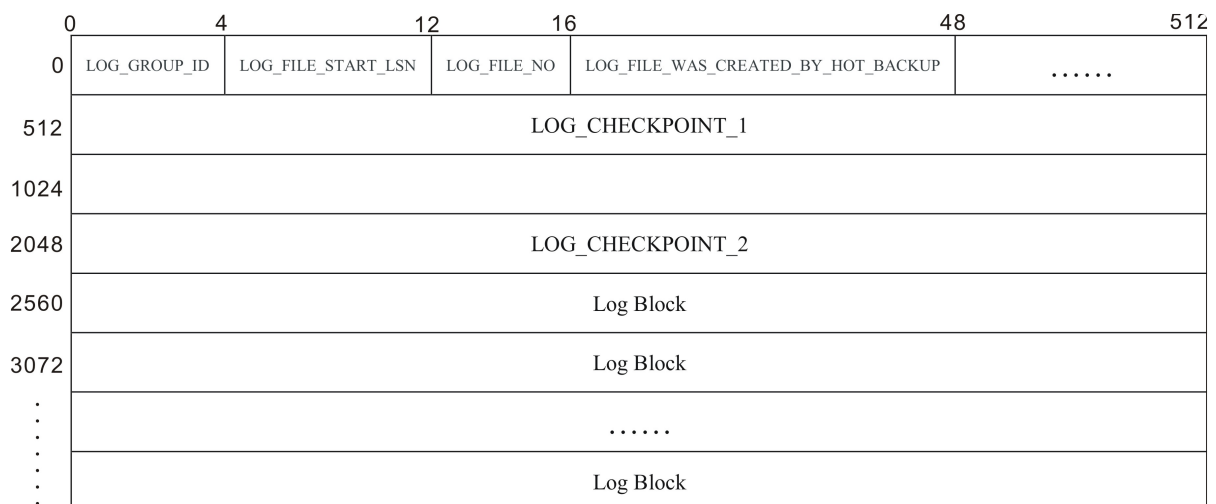 0 4 12 16 48 512
0 LOG_GROUP_ID LOG_FILE_START_LSN LOG_FILE_NO LOG_FILE_WAS_CREATED_BY_HOT_BACKUP ......
512 LOG_CHECKPOINT_1
1024
2048 LOG_CHECKPOINT_2
2560 Log Block
3072 Log Block
......
Log Block